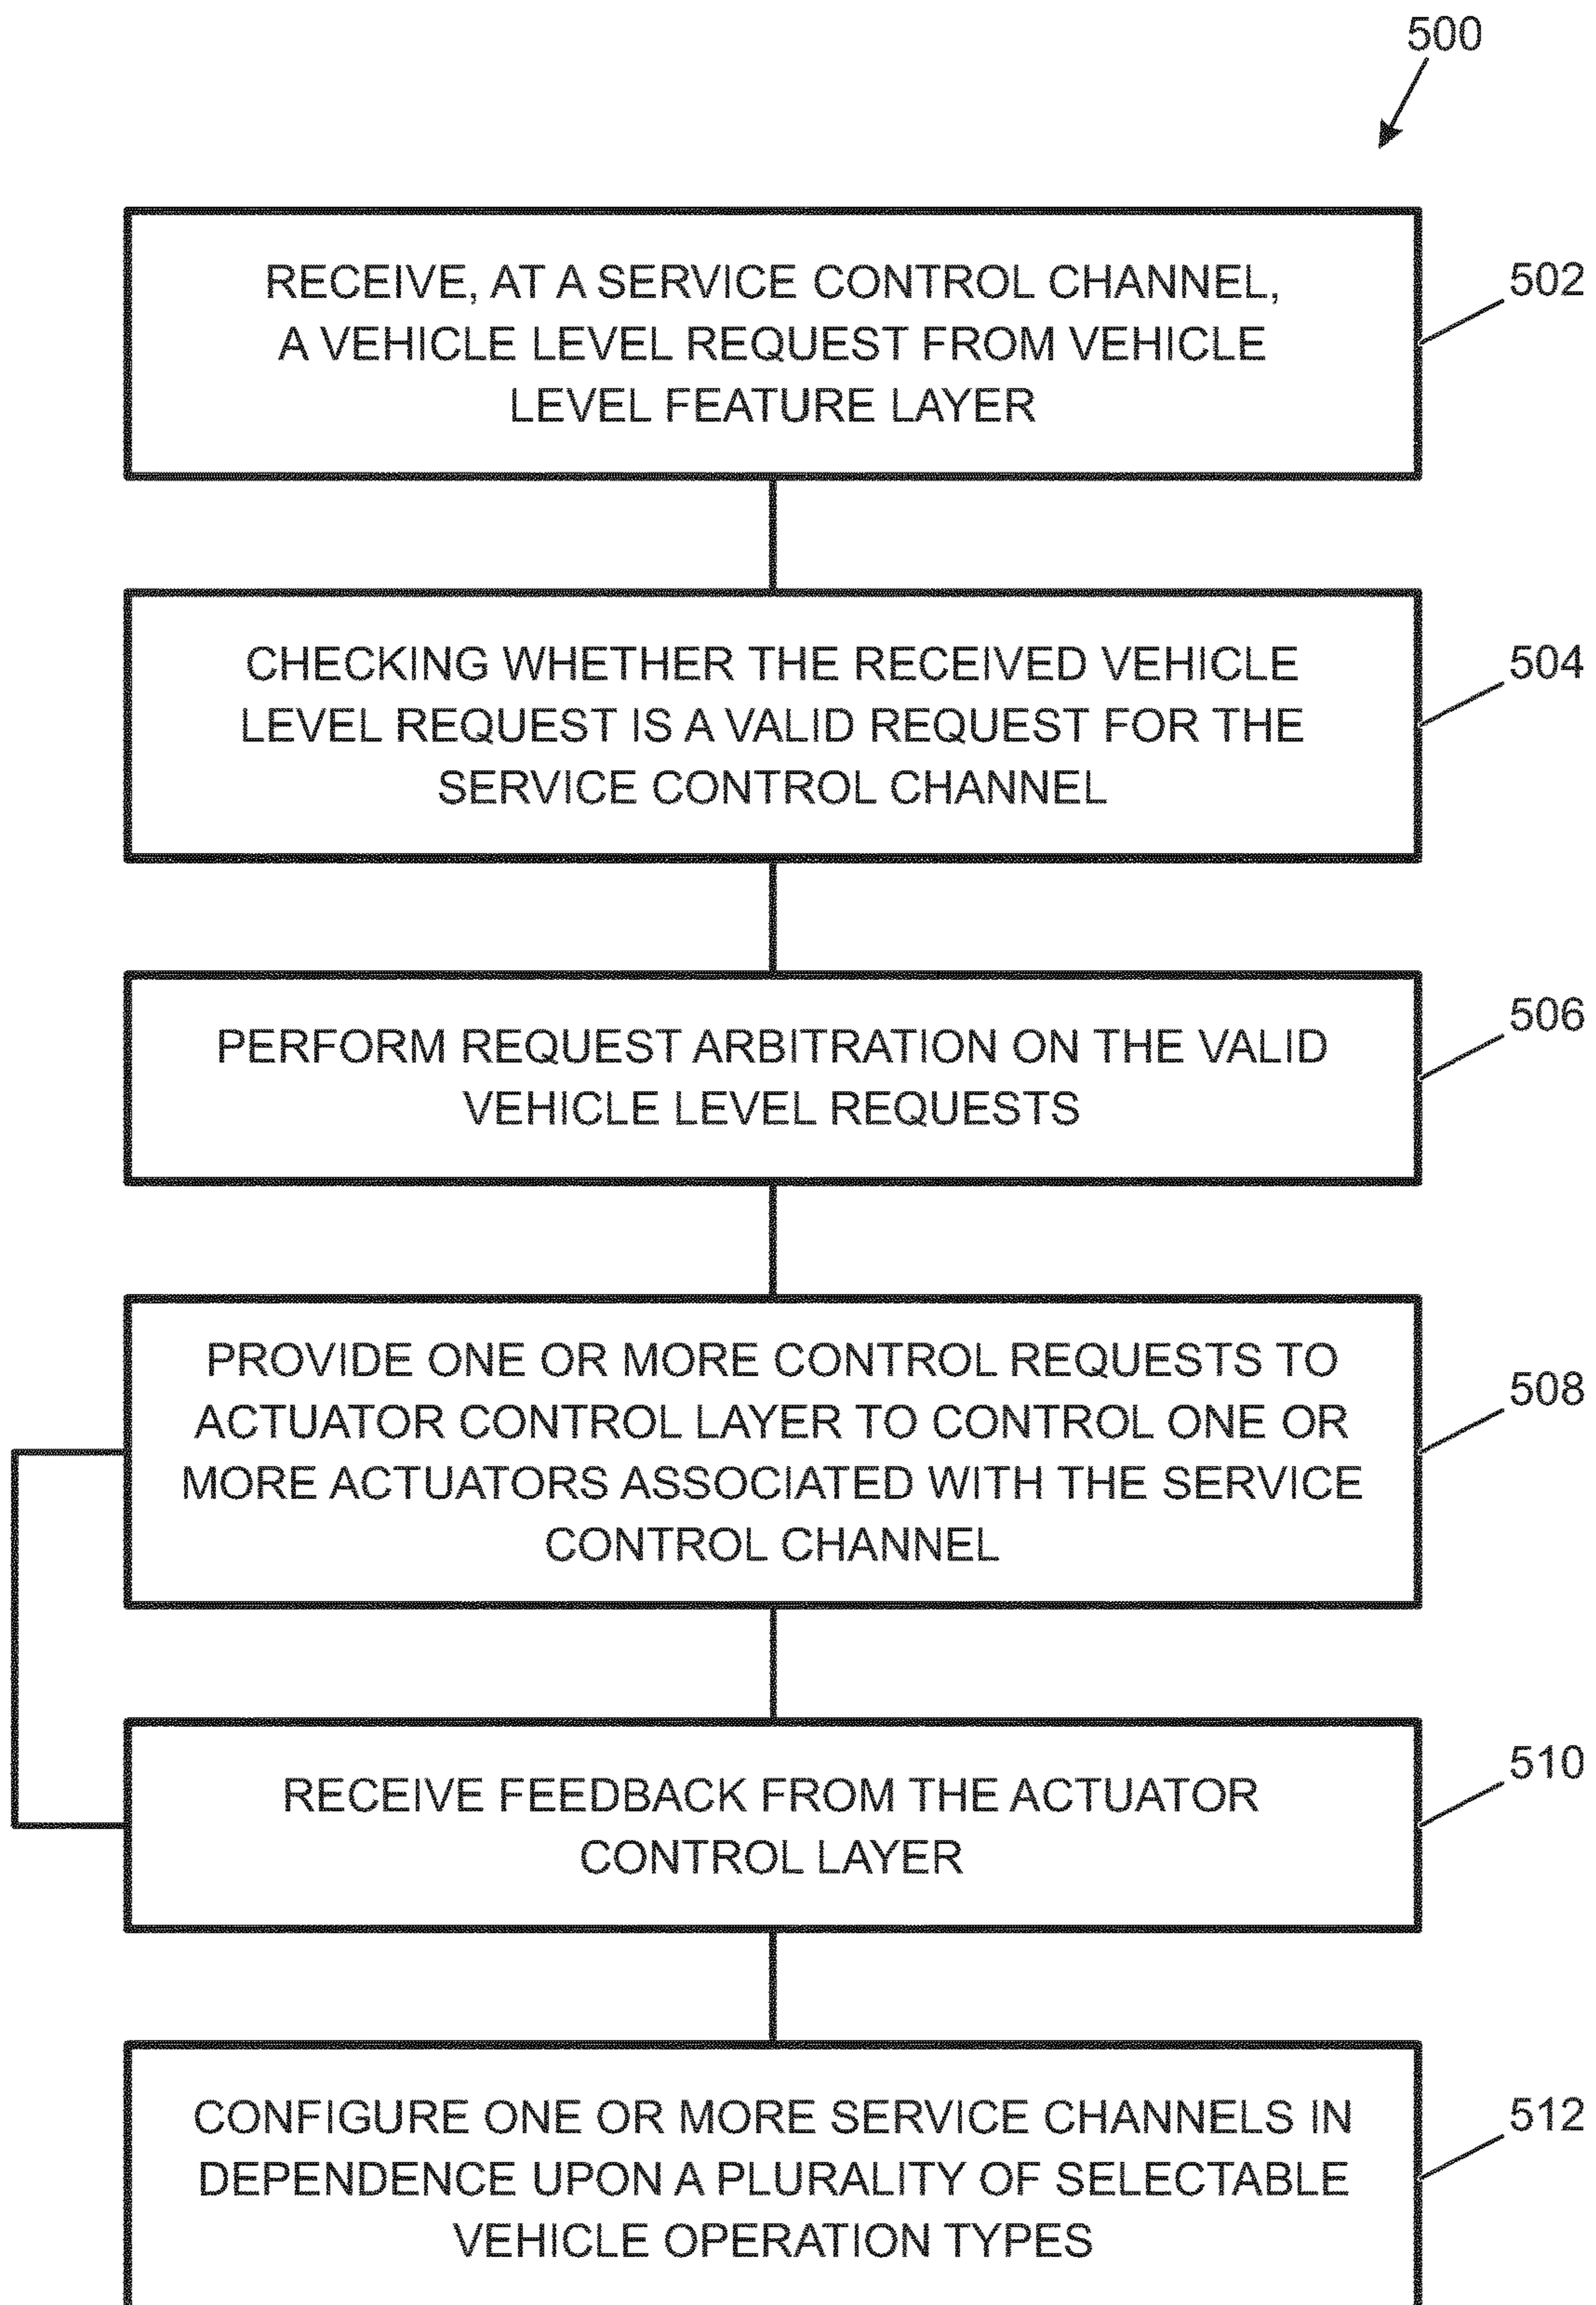 500
RECEIVE, AT A SERVICE CONTROL CHANNEL,
A VEHICLE LEVEL REQUEST FROM VEHICLE
LEVEL FEATURE LAYER
502
CHECKING WHETHER THE RECEIVED VEHICLE
LEVEL REQUEST IS A VALID REQUEST FOR THE
SERVICE CONTROL CHANNEL
504
PERFORM REQUEST ARBITRATION ON THE VALID
VEHICLE LEVEL REQUESTS
506
PROVIDE ONE OR MORE CONTROL REQUESTS TO
ACTUATOR CONTROL LAYER TO CONTROL ONE OR
MORE ACTUATORS ASSOCIATED WITH THE SERVICE
CONTROL CHANNEL
508
RECEIVE FEEDBACK FROM THE ACTUATOR
CONTROL LAYER
510
CONFIGURE ONE OR MORE SERVICE CHANNELS IN
DEPENDENCE UPON A PLURALITY OF SELECTABLE
VEHICLE OPERATION TYPES
512